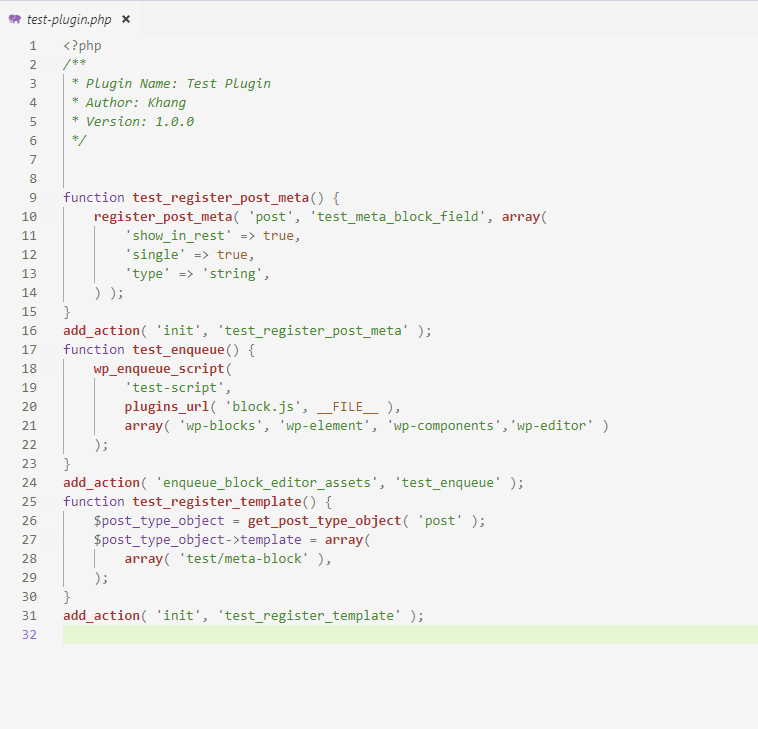 test-plugin.php ×
1 <?php
2 /**
3  * Plugin Name: Test Plugin
4  * Author: Khang
5  * Version: 1.0.0
6  */
7
8
9 function test_register_post_meta() {
10     register_post_meta( 'post', 'test_meta_block_field', array(
11         'show_in_rest' => true,
12         'single' => true,
13         'type' => 'string',
14     ) );
15 }
16 add_action( 'init', 'test_register_post_meta' );
17 function test_enqueue() {
18     wp_enqueue_script(
19         'test-script',
20         plugins_url( 'block.js', __FILE__ ),
21         array( 'wp-blocks', 'wp-element', 'wp-components','wp-editor' )
22     );
23 }
24 add_action( 'enqueue_block_editor_assets', 'test_enqueue' );
25 function test_register_template() {
26     $post_type_object = get_post_type_object( 'post' );
27     $post_type_object->template = array(
28         array( 'test/meta-block' ),
29     );
30 }
31 add_action( 'init', 'test_register_template' );
32